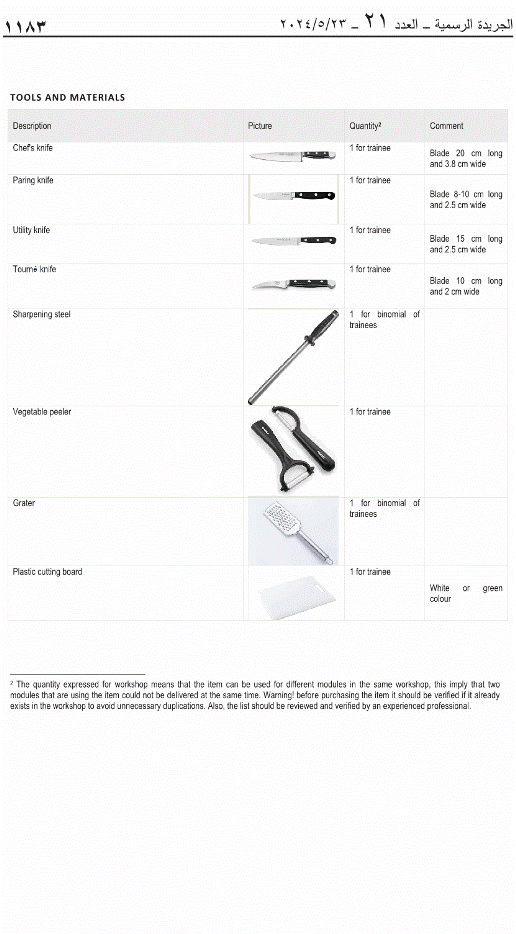 الجريدة الرسمية – العدد ٢١ – ٢٠٢٤/٥/٢٣
١١٨٣
TOOLS AND MATERIALS
Description Picture Quantity² Comment
Chef's knife 1 for trainee
Blade 20 cm long
and 3.8 cm wide
Paring knife 1 for trainee
Blade 8-10 cm long
and 2.5 cm wide
Utility knife 1 for trainee
Blade 15 cm long
and 2.5 cm wide
Tourné knife 1 for trainee
Blade 10 cm long
and 2 cm wide
Sharpening steel 1 for binomial of
trainees
Vegetable peeler 1 for trainee
Grater 1 for binomial of
trainees
Plastic cutting board 1 for trainee
White or green
colour
² The quantity expressed for workshop means that the item can be used for different modules in the same workshop, this imply that two
modules that are using the item could not be delivered at the same time. Warning! before purchasing the item it should be verified if it already
exists in the workshop to avoid unnecessary duplications. Also, the list should be reviewed and verified by an experienced professional.